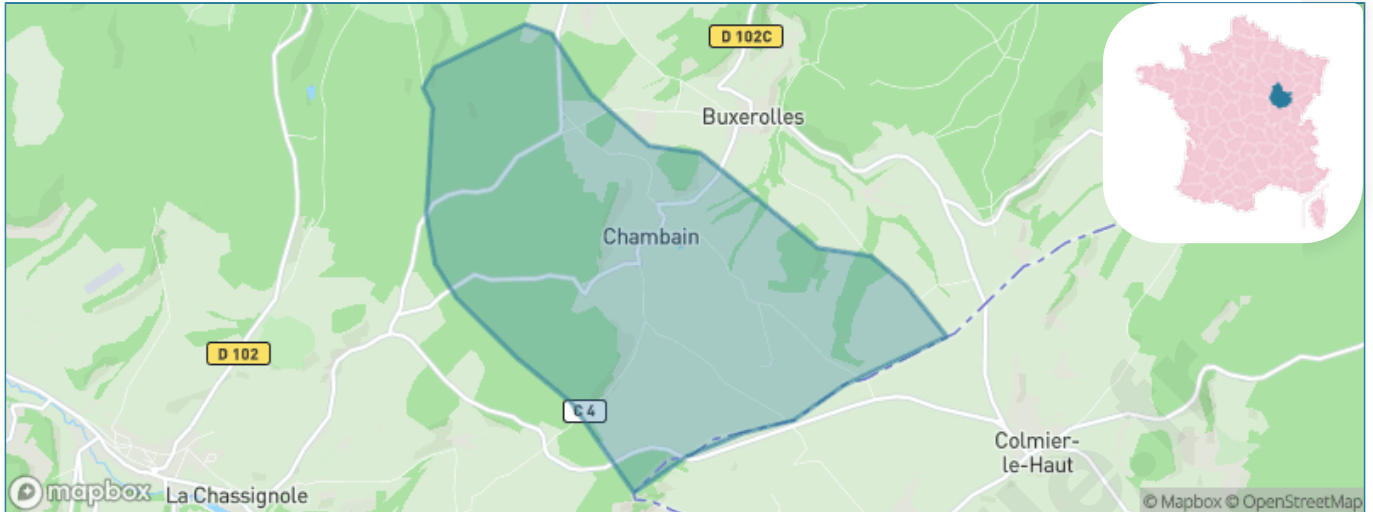 D 102C
Buxerolles
Chambain
D 102
C 4
Colmier-
le-Haut
La Chassignole
mapbox
© Mapbox © OpenStreetMap